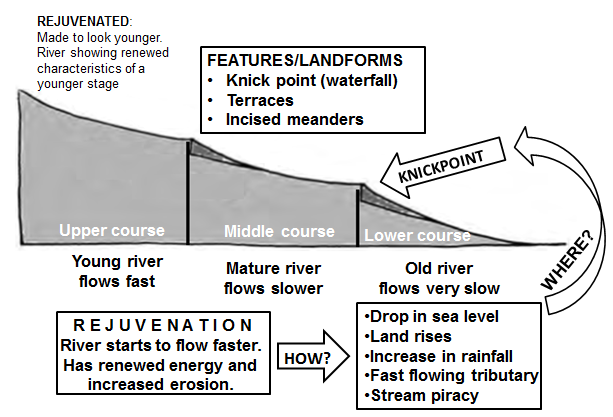 REJUVENATED:
Made to look younger.
River showing renewed
characteristics of a
younger stage
FEATURES/LANDFORMS
• Knick point (waterfall)
• Terraces
• Incised meanders
KNICKPOINT
WHERE?
Upper course
Middle course
Lower course
Young river
flows fast
Mature river
flows slower
Old river
flows very slow
REJUVENATION
River starts to flow faster.
Has renewed energy and
increased erosion.
HOW?
•Drop in sea level
•Land rises
•Increase in rainfall
•Fast flowing tributary
•Stream piracy